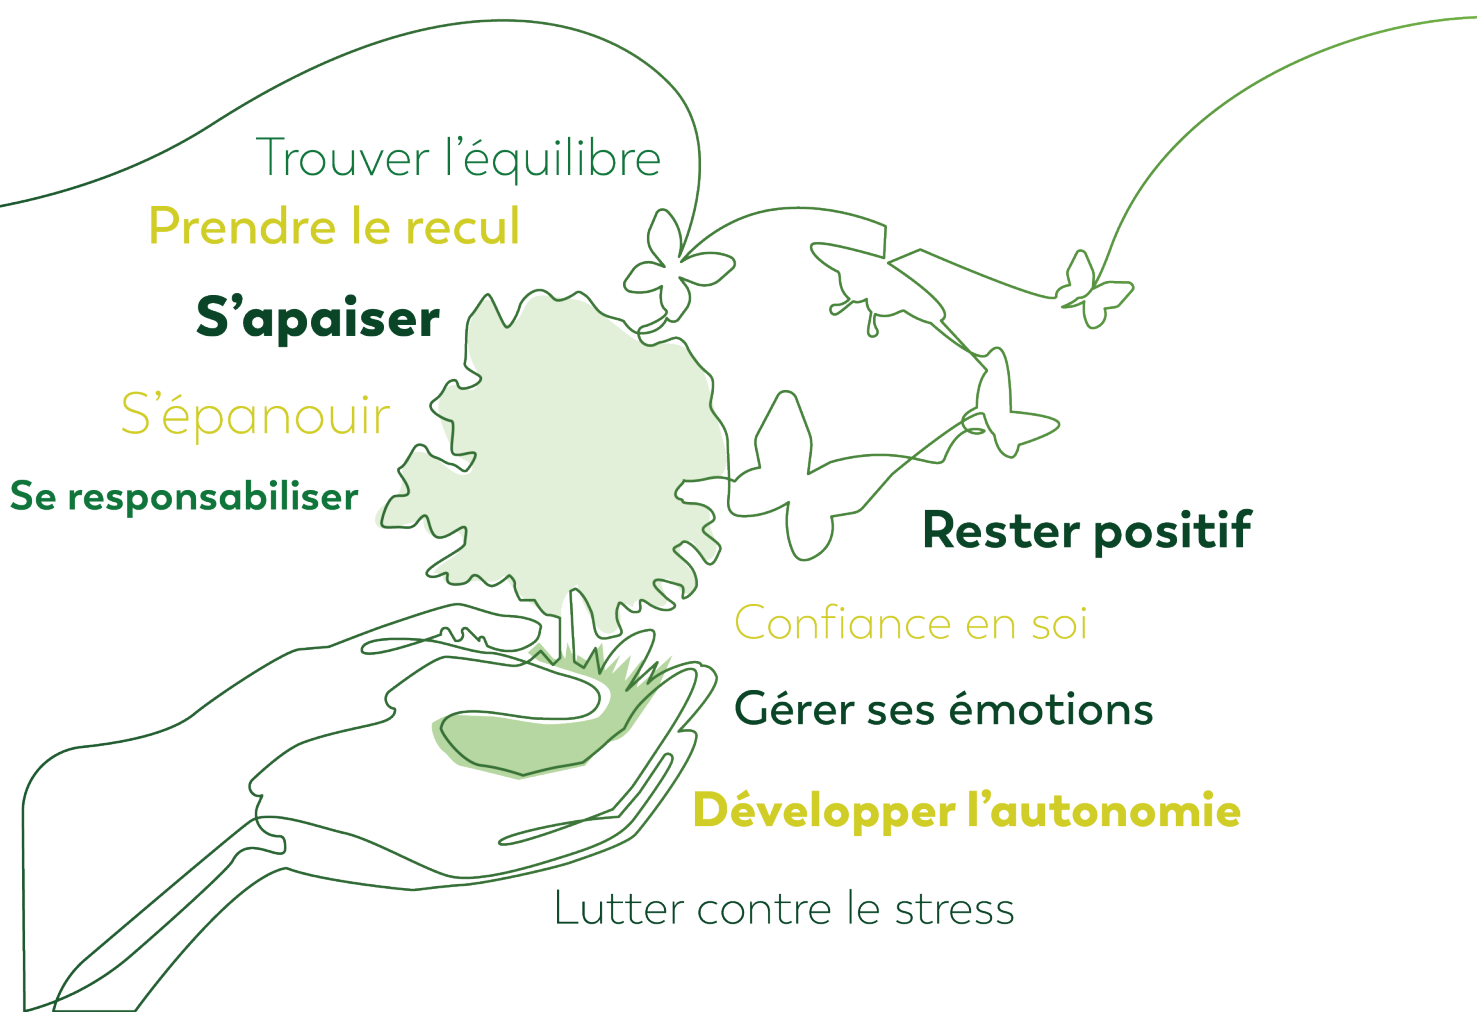 Trouver l'équilibre
Prendre le recul
S'apaiser
S'épanouir
Se responsabiliser
Rester positif
Confiance en soi
Gérer ses émotions
Développer l'autonomie
Lutter contre le stress